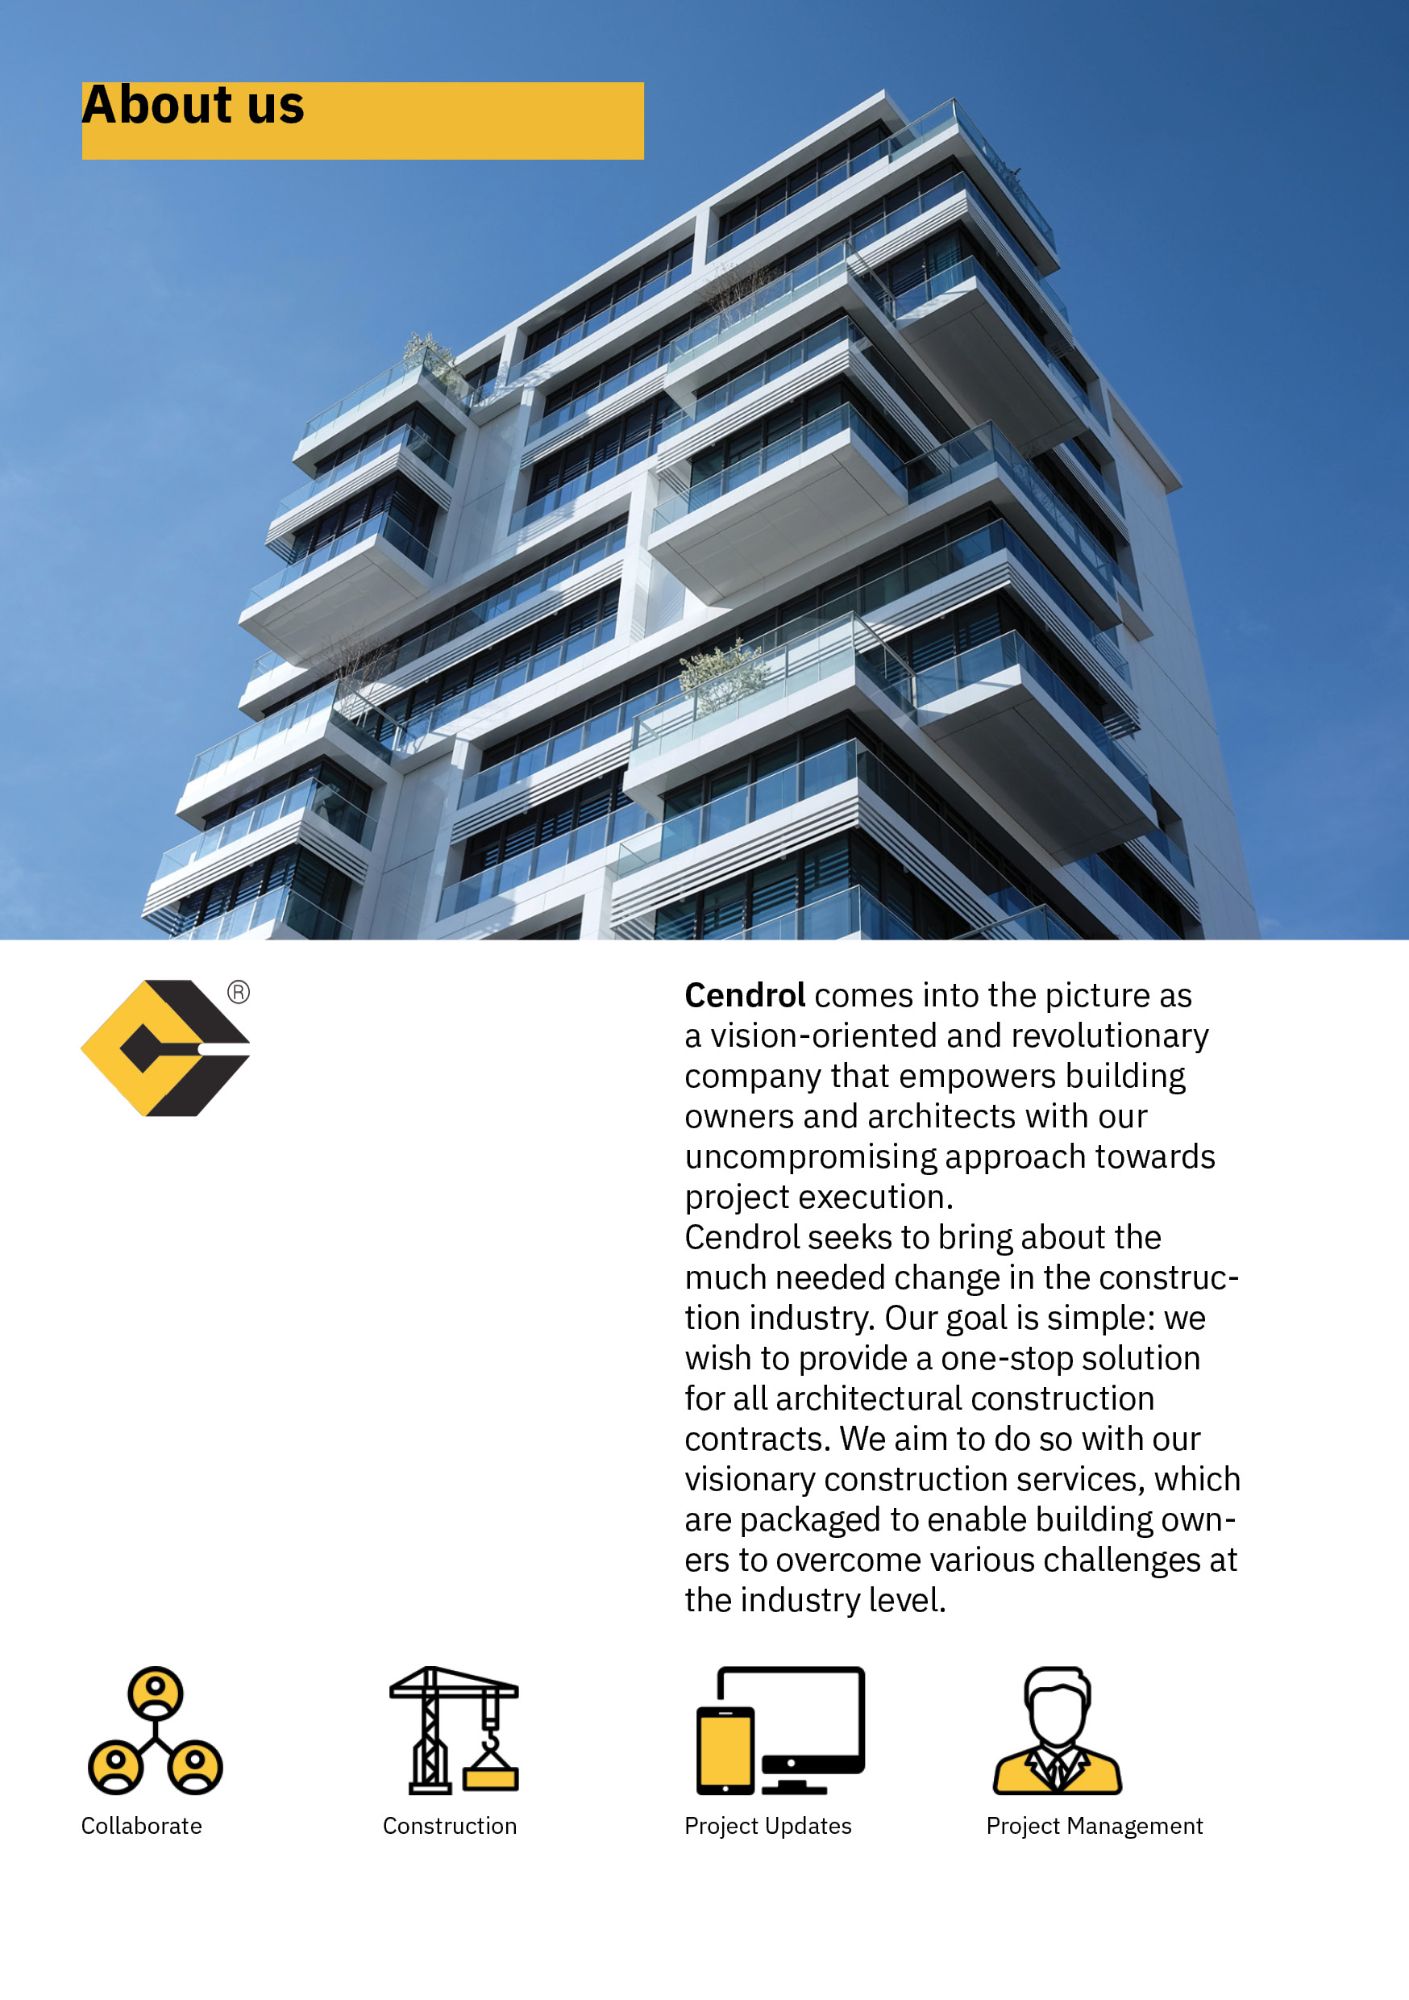 About us
®
Cendrol comes into the picture as
a vision-oriented and revolutionary
company that empowers building
owners and architects with our
uncompromising approach towards
project execution.
Cendrol seeks to bring about the
much needed change in the construc-
tion industry. Our goal is simple: we
wish to provide a one-stop solution
for all architectural construction
contracts. We aim to do so with our
visionary construction services, which
are packaged to enable building own-
ers to overcome various challenges at
the industry level.
Collaborate
Construction
Project Updates
Project Management